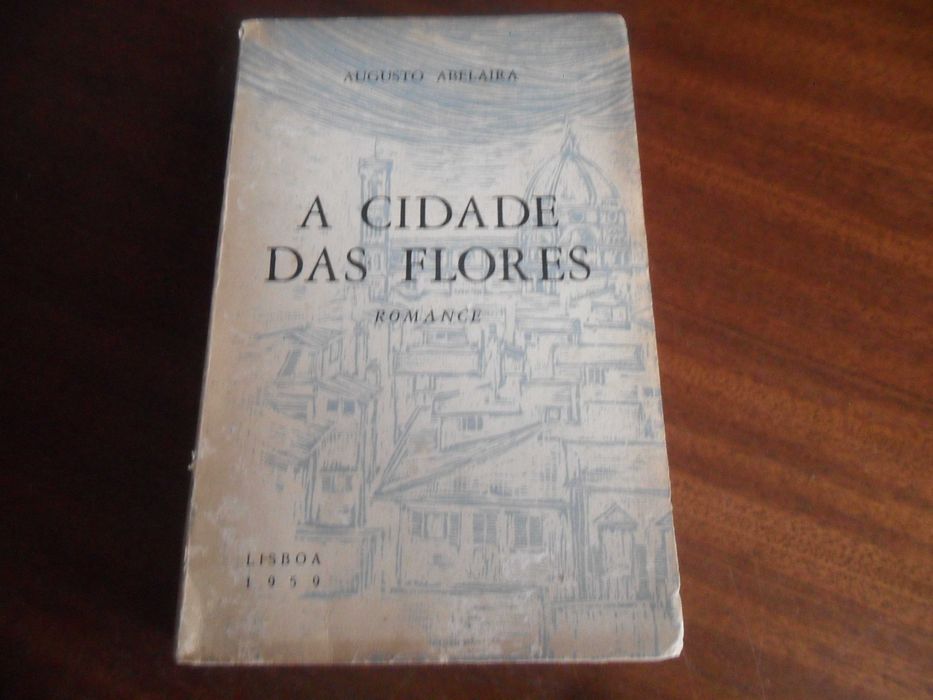 AUGUSTO ABELAIRA
A CIDADE
DAS FLORES
ROMANCE
LISBOA
1959